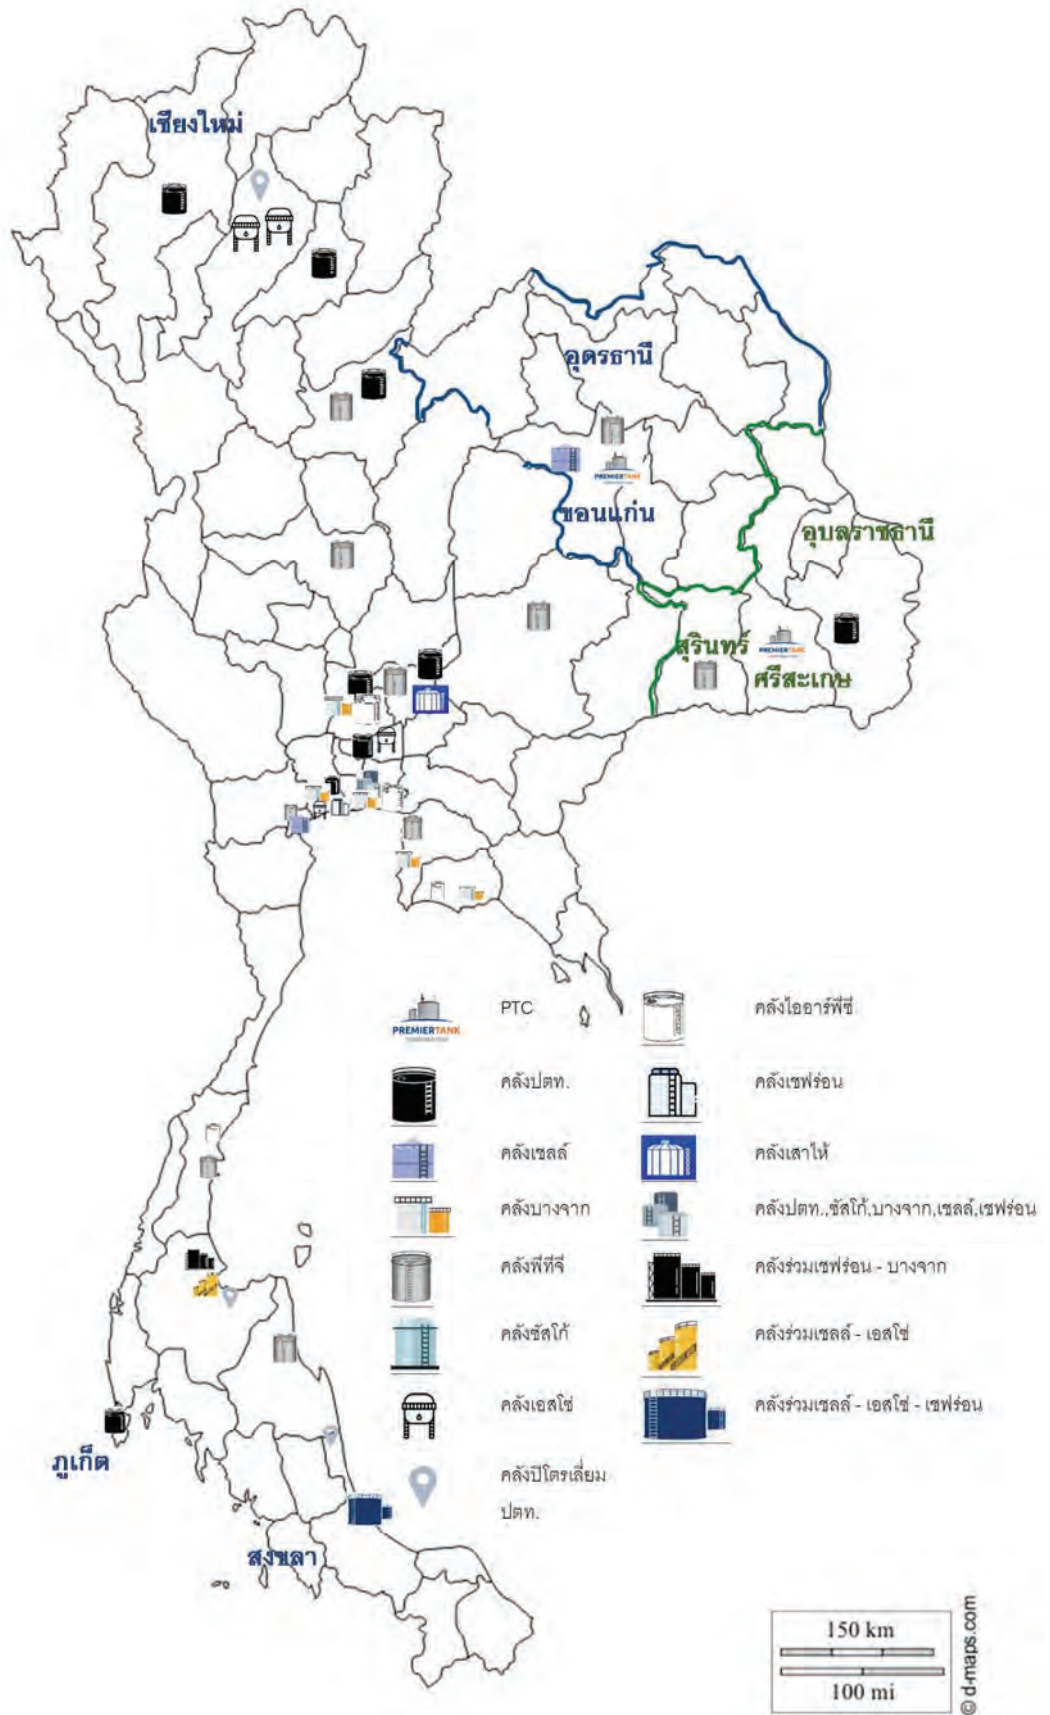 เชียงใหม่
อุดรธานี
PREMIERTANK
ขอนแก่น
อุบลราชธานี
สุรินทร์
PREMIERTANK
ศรีสะเกษ
PTC
PREMIERTANK
คลังไออาร์พีซี
คลังปตท.
คลังเชฟร่อน
คลังเชลล์
คลังเสาไห้
คลังบางจาก
คลังปตท.,ซัสโก้,บางจาก,เชลล์,เชฟร่อน
คลังพีทีจี
คลังร่วมเชฟร่อน - บางจาก
คลังซัสโก้
คลังร่วมเชลล์ - เอสโซ่
คลังเอสโซ่
คลังร่วมเชลล์ - เอสโซ่ - เชฟร่อน
คลังปิโตรเลี่ยม
ปตท.
ภูเก็ต
สงขลา
150 km
100 mi
© d-maps.com